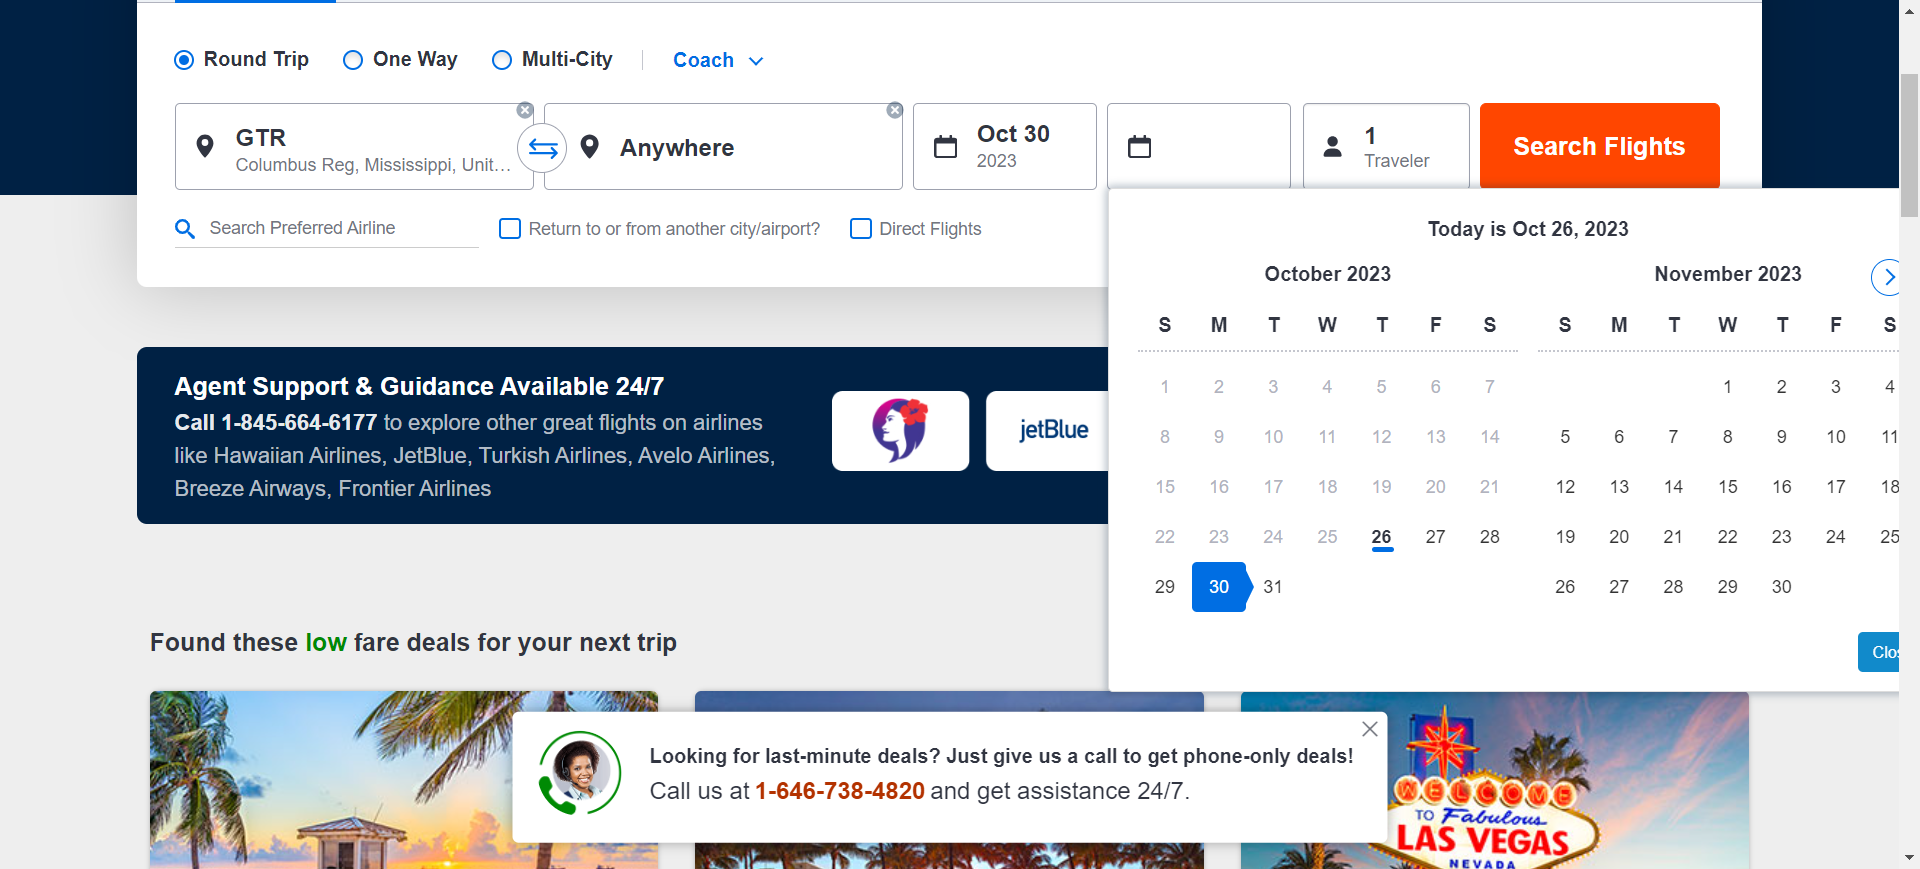 Round Trip One Way Multi-City Coach
GTR
Columbus Reg, Mississippi, Unit...
Anywhere
Oct 30
2023
1
Traveler
Search Flights
Search Preferred Airline
Return to or from another city/airport?
Direct Flights
Today is Oct 26, 2023
October 2023
S M T W T F S
1 2 3 4 5 6 7
8 9 10 11 12 13 14
15 16 17 18 19 20 21
22 23 24 25 26 27 28
29 30 31
November 2023
S M T W T F S
1 2 3 4
5 6 7 8 9 10 11
12 13 14 15 16 17 18
19 20 21 22 23 24 25
26 27 28 29 30
Clos
Agent Support & Guidance Available 24/7
Call 1-845-664-6177 to explore other great flights on airlines
like Hawaiian Airlines, JetBlue, Turkish Airlines, Avelo Airlines,
Breeze Airways, Frontier Airlines
jetBlue
Found these low fare deals for your next trip
Looking for last-minute deals? Just give us a call to get phone-only deals!
Call us at 1-646-738-4820 and get assistance 24/7.
WELCOME
TO Fabulous
LAS VEGAS
NEVADA